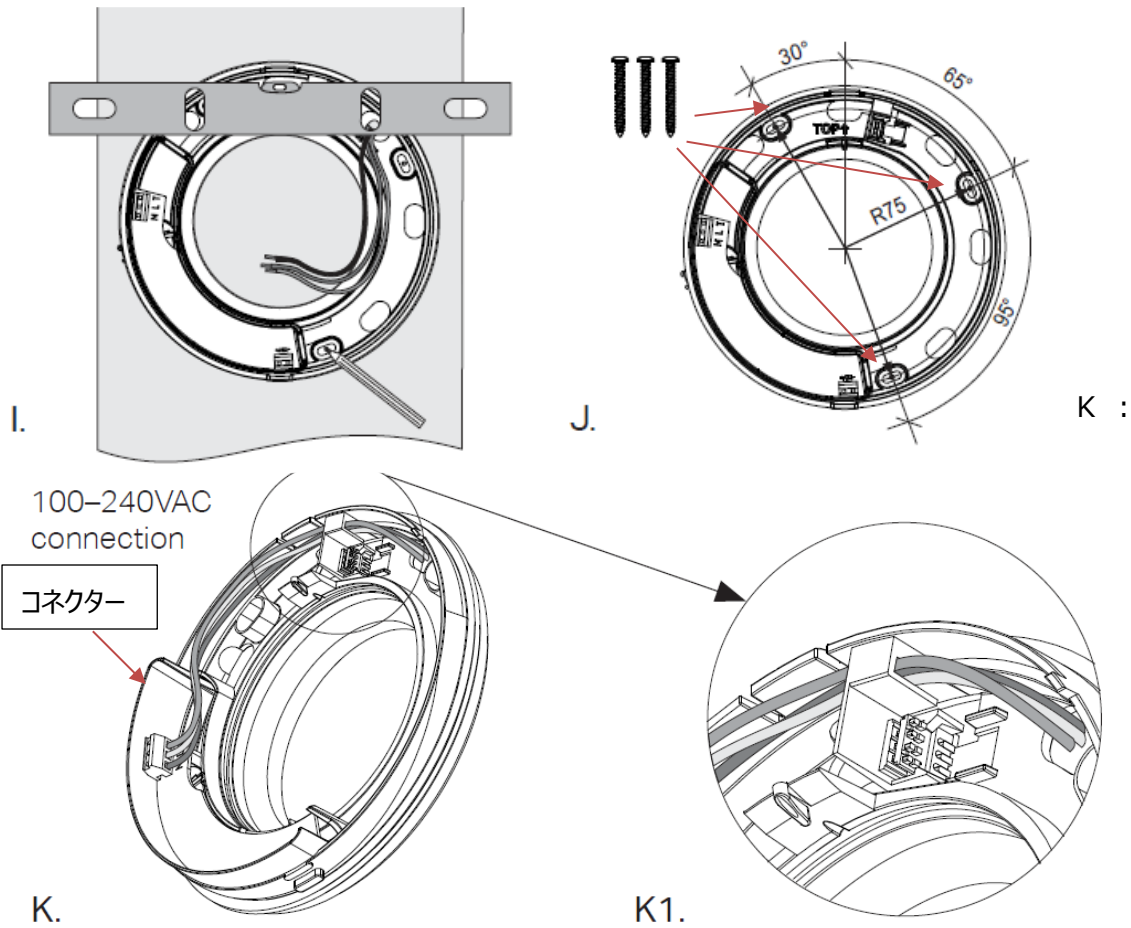 N L T
I.
30°
65°
TOP↑
R75
N L T
95°
J.
K :
100–240VAC
connection
コネクター
K.
K1.